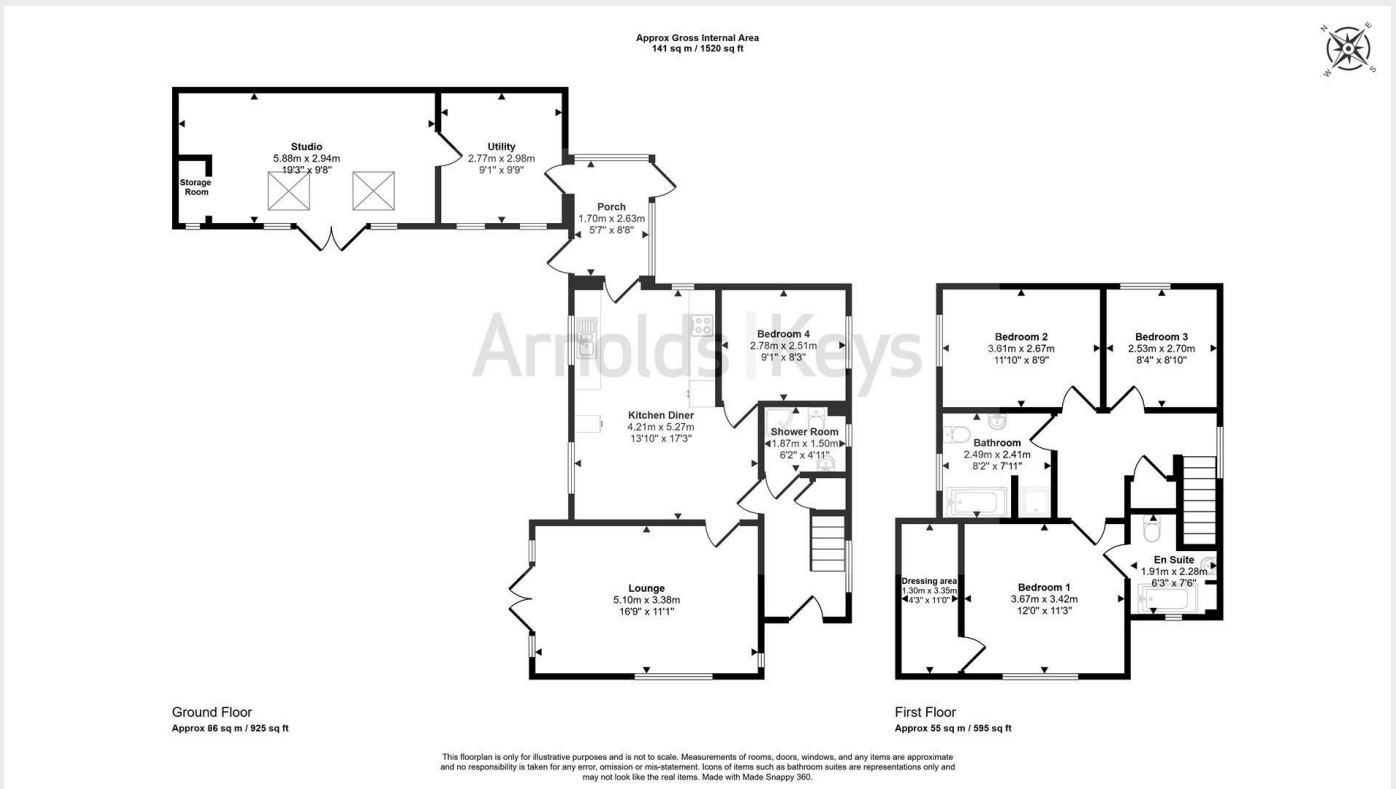 Approx Gross Internal Area
141 sq m / 1520 sq ft
N
E
S
W
Studio
5.88m x 2.94m
19'3" x 9'8"
Storage
Room
Utility
2.77m x 2.98m
9'1" x 9'9"
Porch
1.70m x 2.63m
5'7" x 8'8"
Arnolds | Keys
Bedroom 4
2.78m x 2.51m
9'1" x 8'3"
Kitchen Diner
4.21m x 5.27m
13'10" x 17'3"
Shower Room
1.87m x 1.50m
6'2" x 4'11"
Lounge
5.10m x 3.38m
16'9" x 11'1"
Bedroom 2
3.61m x 2.67m
11'10" x 8'9"
Bedroom 3
2.53m x 2.70m
8'4" x 8'10"
Bathroom
2.49m x 2.41m
8'2" x 7'11"
Dressing area
1.30m x 3.35m
4'3" x 11'0"
Bedroom 1
3.67m x 3.42m
12'0" x 11'3"
En Suite
1.91m x 2.28m
6'3" x 7'6"
Ground Floor
Approx 86 sq m / 925 sq ft
First Floor
Approx 55 sq m / 595 sq ft
This floorplan is only for illustrative purposes and is not to scale. Measurements of rooms, doors, windows, and any items are approximate
and no responsibility is taken for any error, omission or mis-statement. Icons of items such as bathroom suites are representations only and
may not look like the real items. Made with Made Snappy 360.